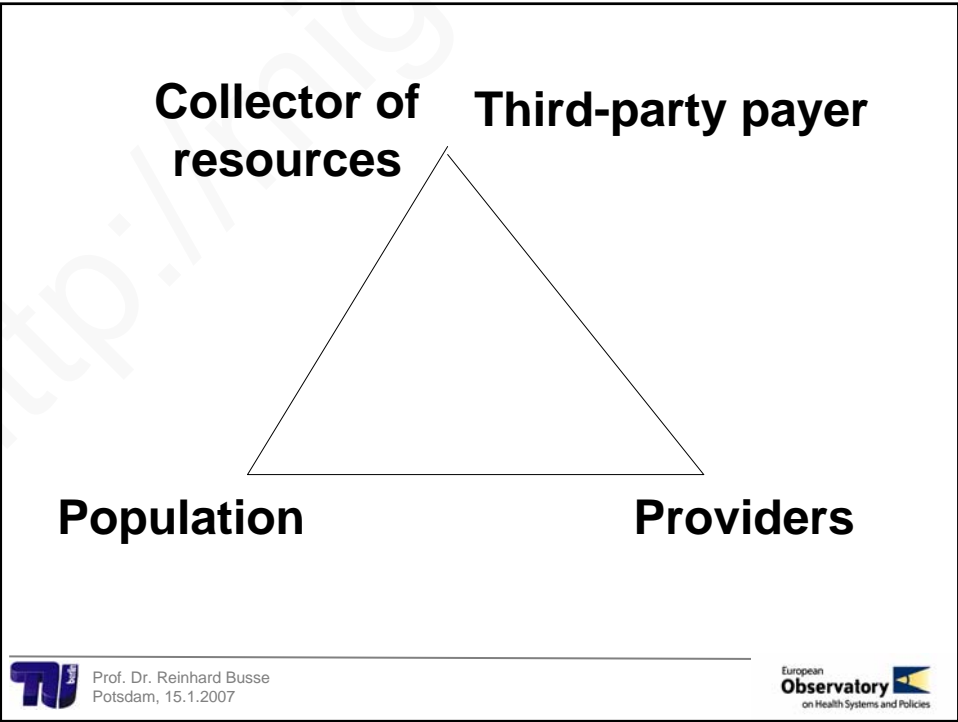 Collector of
resources
Third-party payer
Population
Providers
Prof. Dr. Reinhard Busse
Potsdam, 15.1.2007
berlin
European
Observatory
on Health Systems and Policies